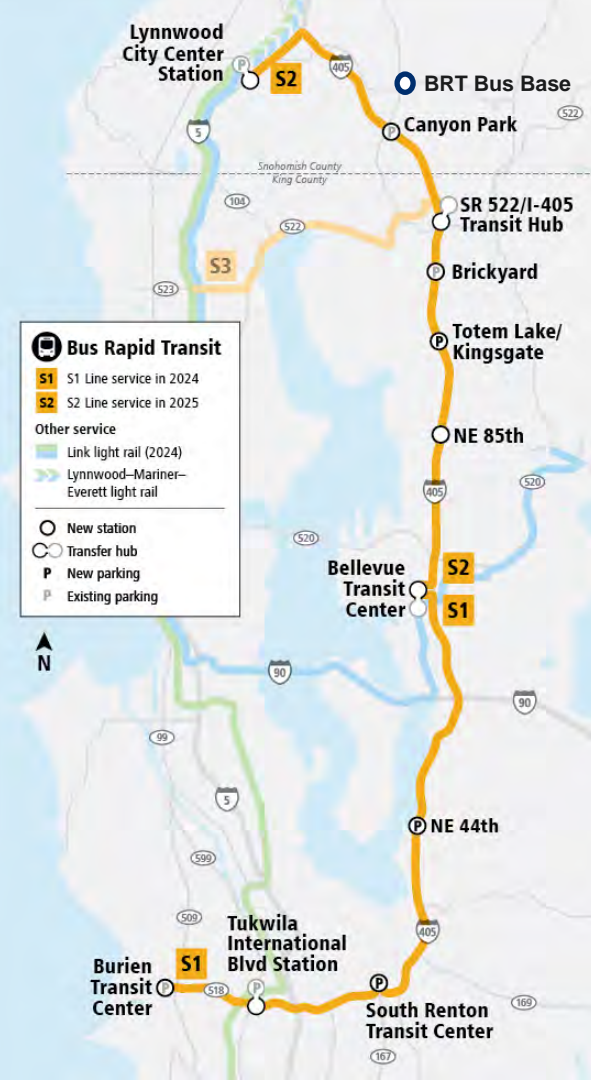 Lynnwood
City Center
Station
P
S2
405
BRT Bus Base
522
P
Canyon Park
5
Snohomish County
King County
104
SR 522/I-405
Transit Hub
522
S3
P
Brickyard
523
Bus Rapid Transit
S1 S1 Line service in 2024
S2 S2 Line service in 2025
Other service
Link light rail (2024)
Lynnwood–Mariner–
Everett light rail
New station
Transfer hub
P New parking
P Existing parking
P
Totem Lake/
Kingsgate
NE 85th
405
520
520
Bellevue
Transit
Center
S2
S1
N
90
90
99
5
P
NE 44th
599
509
405
Tukwila
International
Blvd Station
Burien
Transit
Center
S1
P
518
P
P
South Renton
Transit Center
169
167